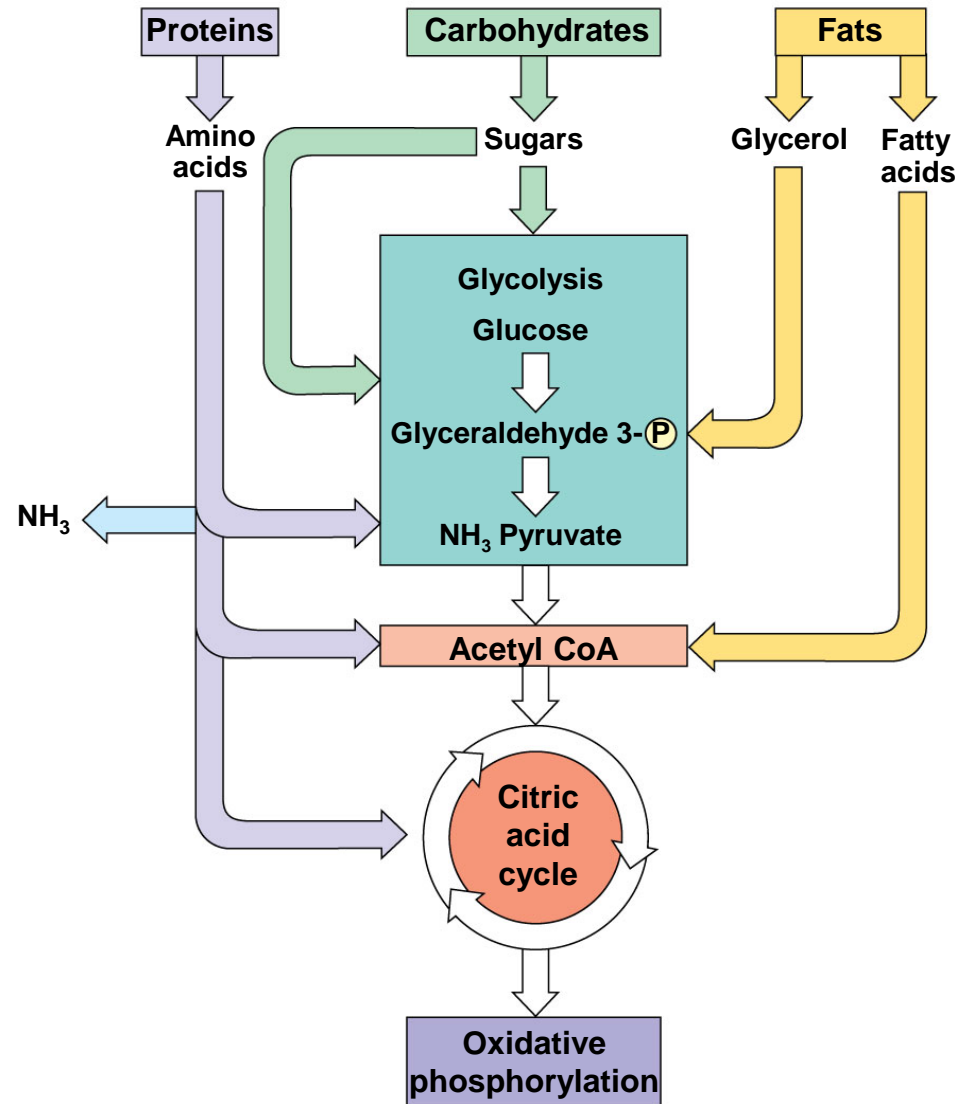 Proteins
Carbohydrates
Fats
Amino
acids
Sugars
Glycerol
Fatty
acids
Glycolysis
Glucose
Glyceraldehyde 3- P
NH₃
NH₃ Pyruvate
Acetyl CoA
Citric
acid
cycle
Oxidative
phosphorylation